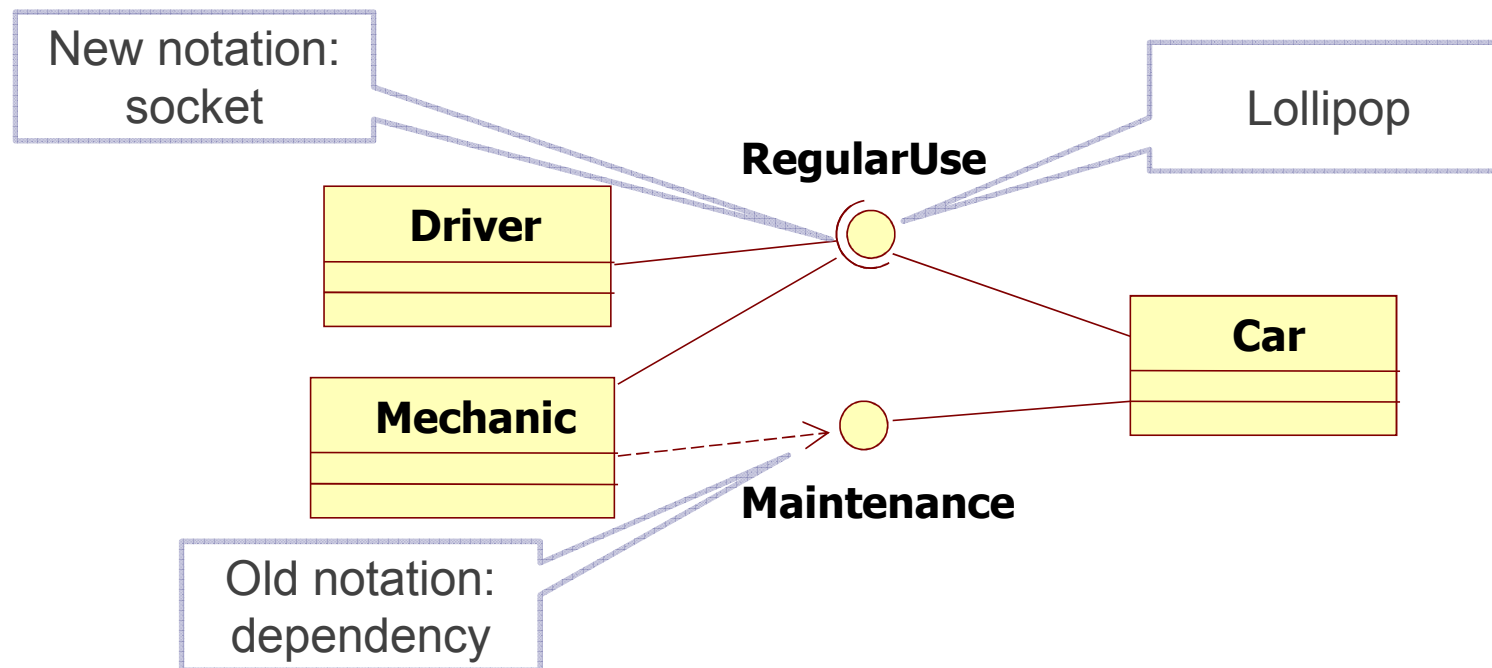 New notation:
socket
Lollipop
RegularUse
Driver
Car
Mechanic
Maintenance
Old notation:
dependency